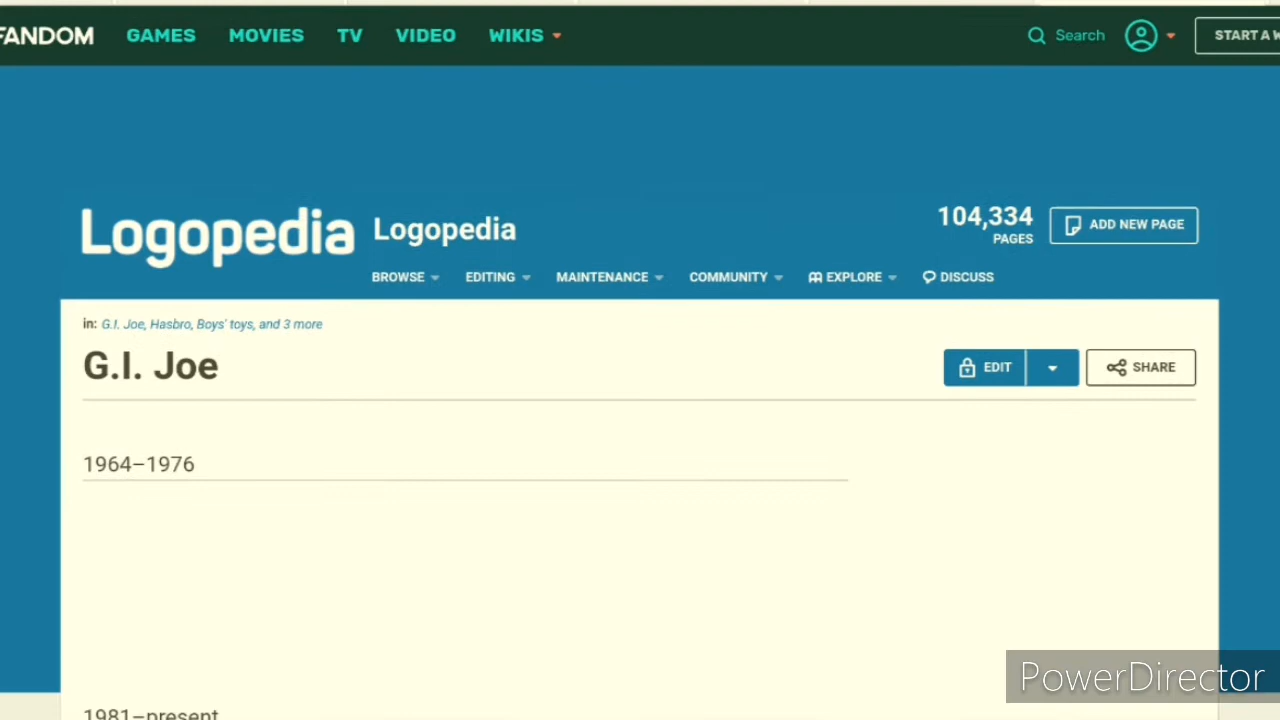 FANDOM GAMES MOVIES TV VIDEO WIKIS Search START A W
Logopedia Logopedia 104,334 PAGES ADD NEW PAGE
BROWSE EDITING MAINTENANCE COMMUNITY EXPLORE DISCUSS
in: G.I. Joe, Hasbro, Boys' toys, and 3 more
G.I. Joe EDIT SHARE
1964–1976
PowerDirector
1981–present